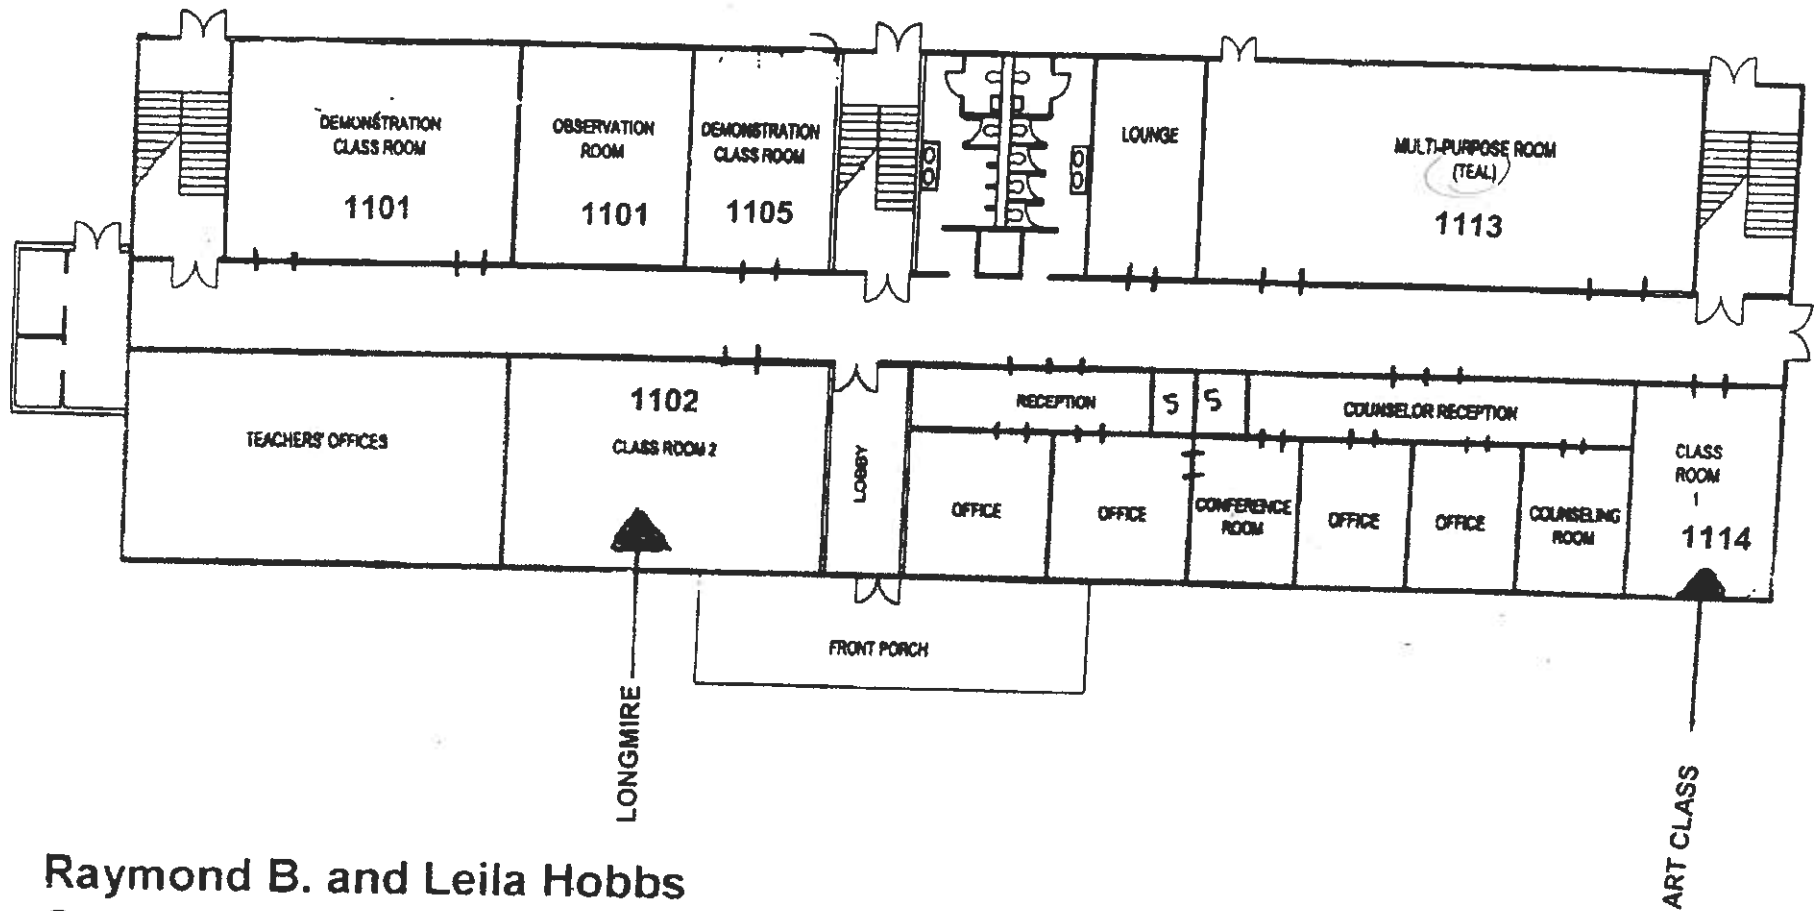 DEMONSTRATION
CLASS ROOM
1101
OBSERVATION
ROOM
1101
DEMONSTRATION
CLASS ROOM
1105
LOUNGE
MULTI-PURPOSE ROOM
(TEAL)
1113
TEACHERS' OFFICES
1102
CLASS ROOM 2
LOBBY
RECEPTION
5
5
COUNSELOR RECEPTION
OFFICE
OFFICE
CONFERENCE
ROOM
OFFICE
OFFICE
COUNSELING
ROOM
CLASS
ROOM
1
1114
FRONT PORCH
LONGMIRE
ART CLASS
Raymond B. and Leila Hobbs